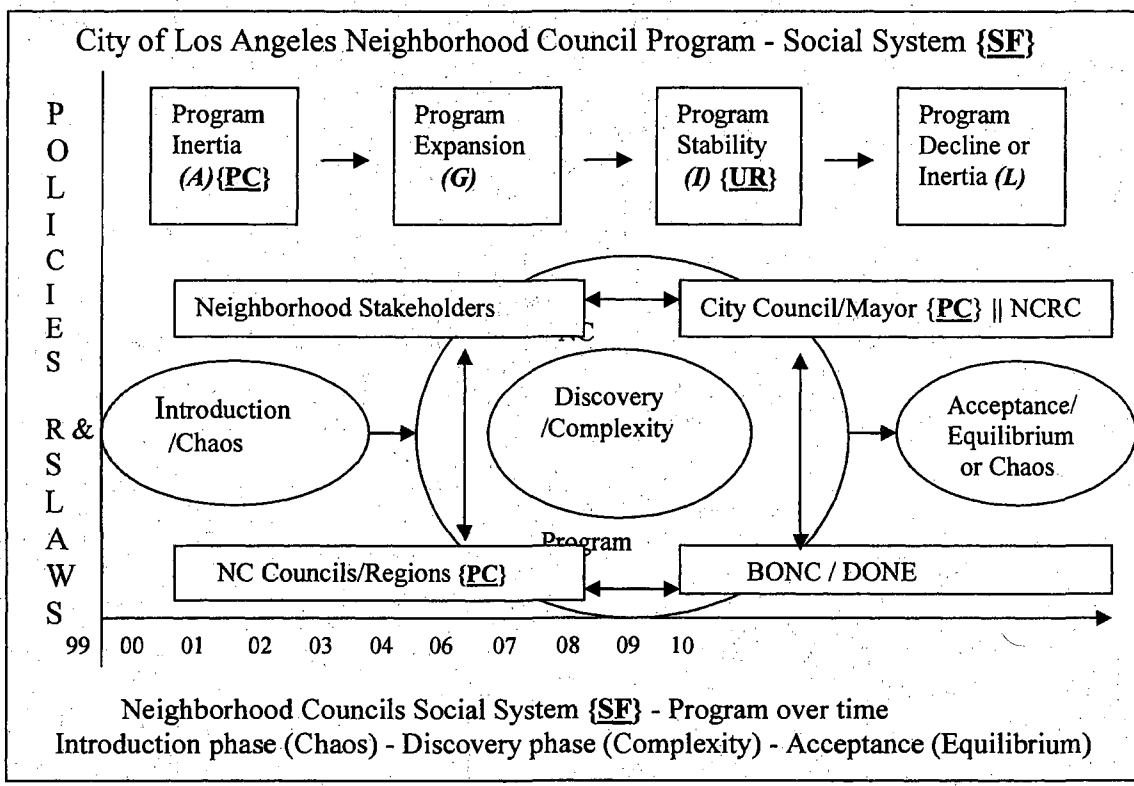 City of Los Angeles Neighborhood Council Program - Social System {SF}
POLICIES
R &
SLAWS
Program
Inertia
(A){PC}
Program
Expansion
(G)
Program
Stability
(I) {UR}
Program
Decline or
Inertia (L)
Neighborhood Stakeholders
City Council/Mayor {PC} || NCRC
NC
Introduction
/Chaos
Discovery
/Complexity
Acceptance/
Equilibrium
or Chaos
Program
NC Councils/Regions {PC}
BONC / DONE
99 00 01 02 03 04 06 07 08 09 10
Neighborhood Councils Social System {SF} - Program over time
Introduction phase (Chaos) - Discovery phase (Complexity) - Acceptance (Equilibrium)